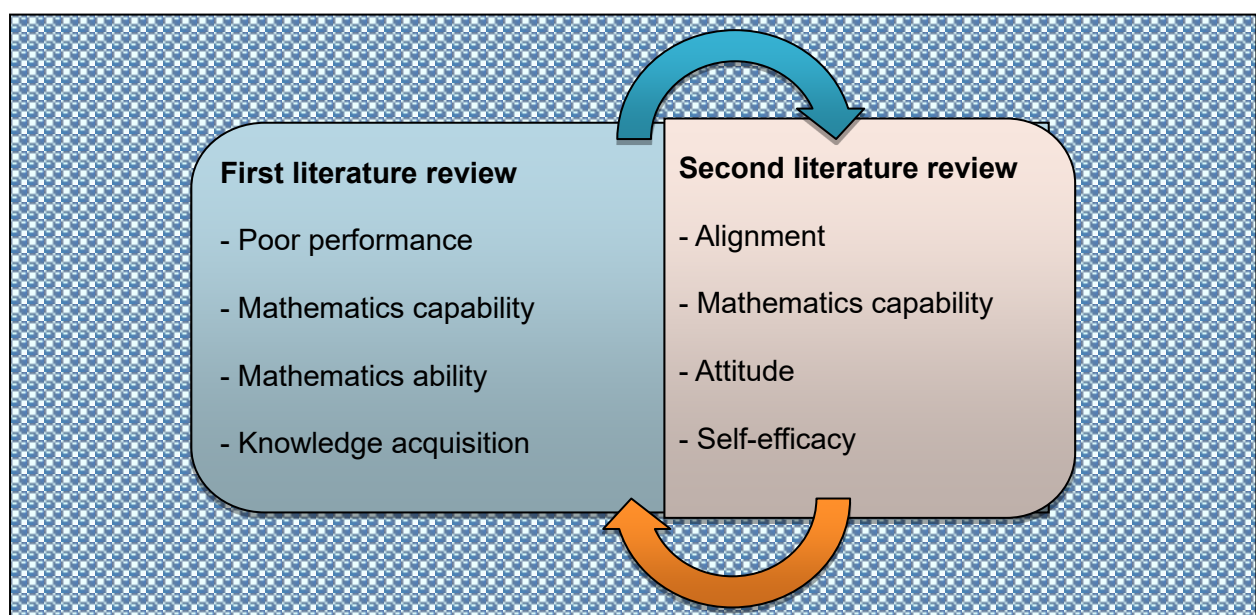 First literature review
- Poor performance
- Mathematics capability
- Mathematics ability
- Knowledge acquisition
Second literature review
- Alignment
- Mathematics capability
- Attitude
- Self-efficacy